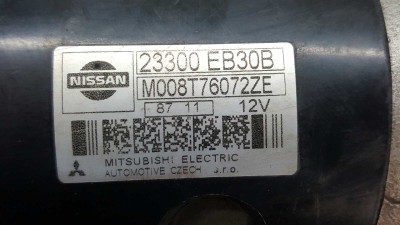 NISSAN
23300 EB30B
M008T76072ZE
87 11 12V
MITSUBISHI ELECTRIC
AUTOMOTIVE CZECH s.r.o.